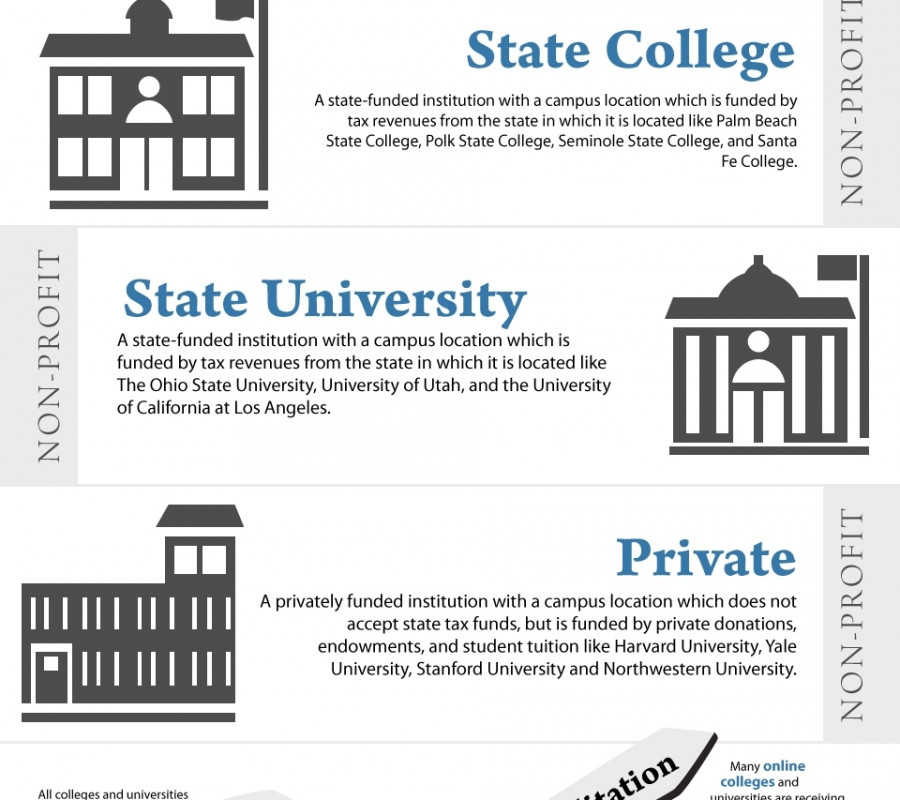 State College
A state-funded institution with a campus location which is funded by
tax revenues from the state in which it is located like Palm Beach
State College, Polk State College, Seminole State College, and Santa
Fe College.
NON-PROFIT
NON-PROFIT
State University
A state-funded institution with a campus location which is
funded by tax revenues from the state in which it is located like
The Ohio State University, University of Utah, and the University
of California at Los Angeles.
Private
A privately funded institution with a campus location which does not
accept state tax funds, but is funded by private donations,
endowments, and student tuition like Harvard University, Yale
University, Stanford University and Northwestern University.
NON-PROFIT
itation
Many online
colleges and
universities are receiving
All colleges and universities